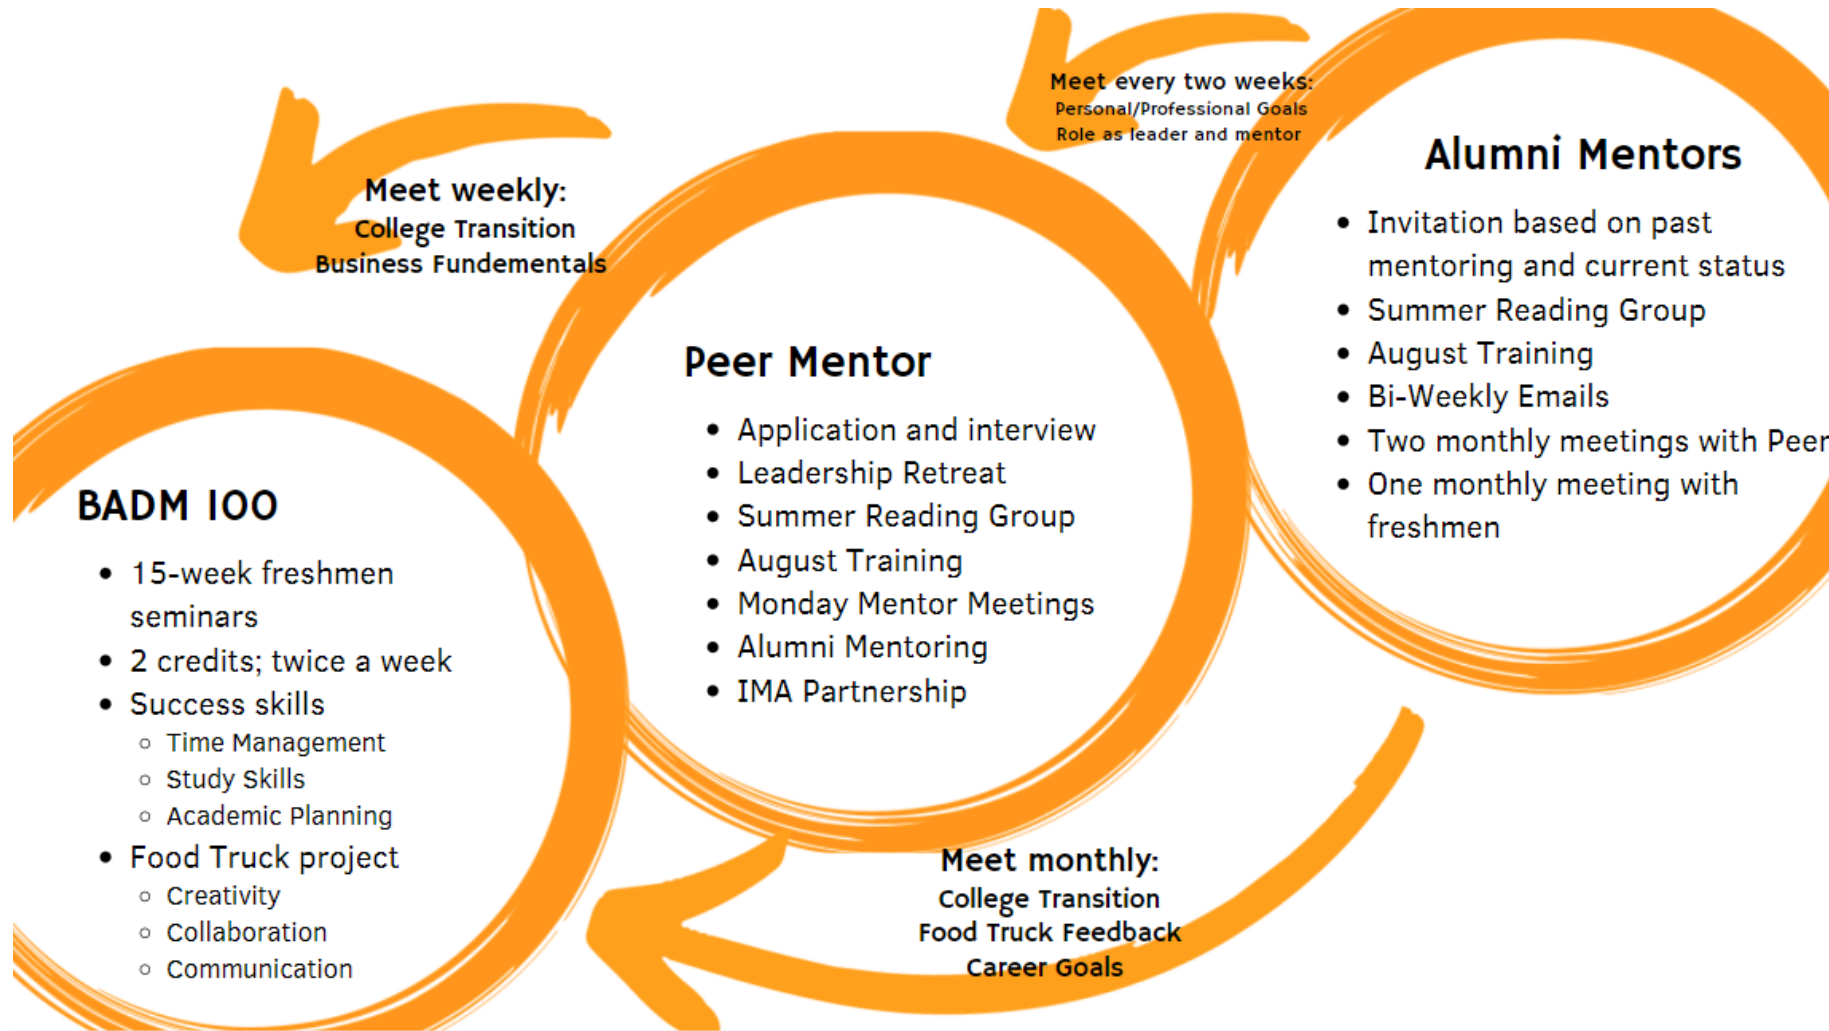 Meet every two weeks:
Personal/Professional Goals
Role as leader and mentor
Alumni Mentors
Invitation based on past
mentoring and current status
Summer Reading Group
August Training
Bi-Weekly Emails
Two monthly meetings with Peer
One monthly meeting with
freshmen
Meet weekly:
College Transition
Business Fundementals
Peer Mentor
Application and interview
Leadership Retreat
Summer Reading Group
August Training
Monday Mentor Meetings
Alumni Mentoring
IMA Partnership
BADM 100
15-week freshmen
seminars
2 credits; twice a week
Success skills
Time Management
Study Skills
Academic Planning
Food Truck project
Creativity
Collaboration
Communication
Meet monthly:
College Transition
Food Truck Feedback
Career Goals